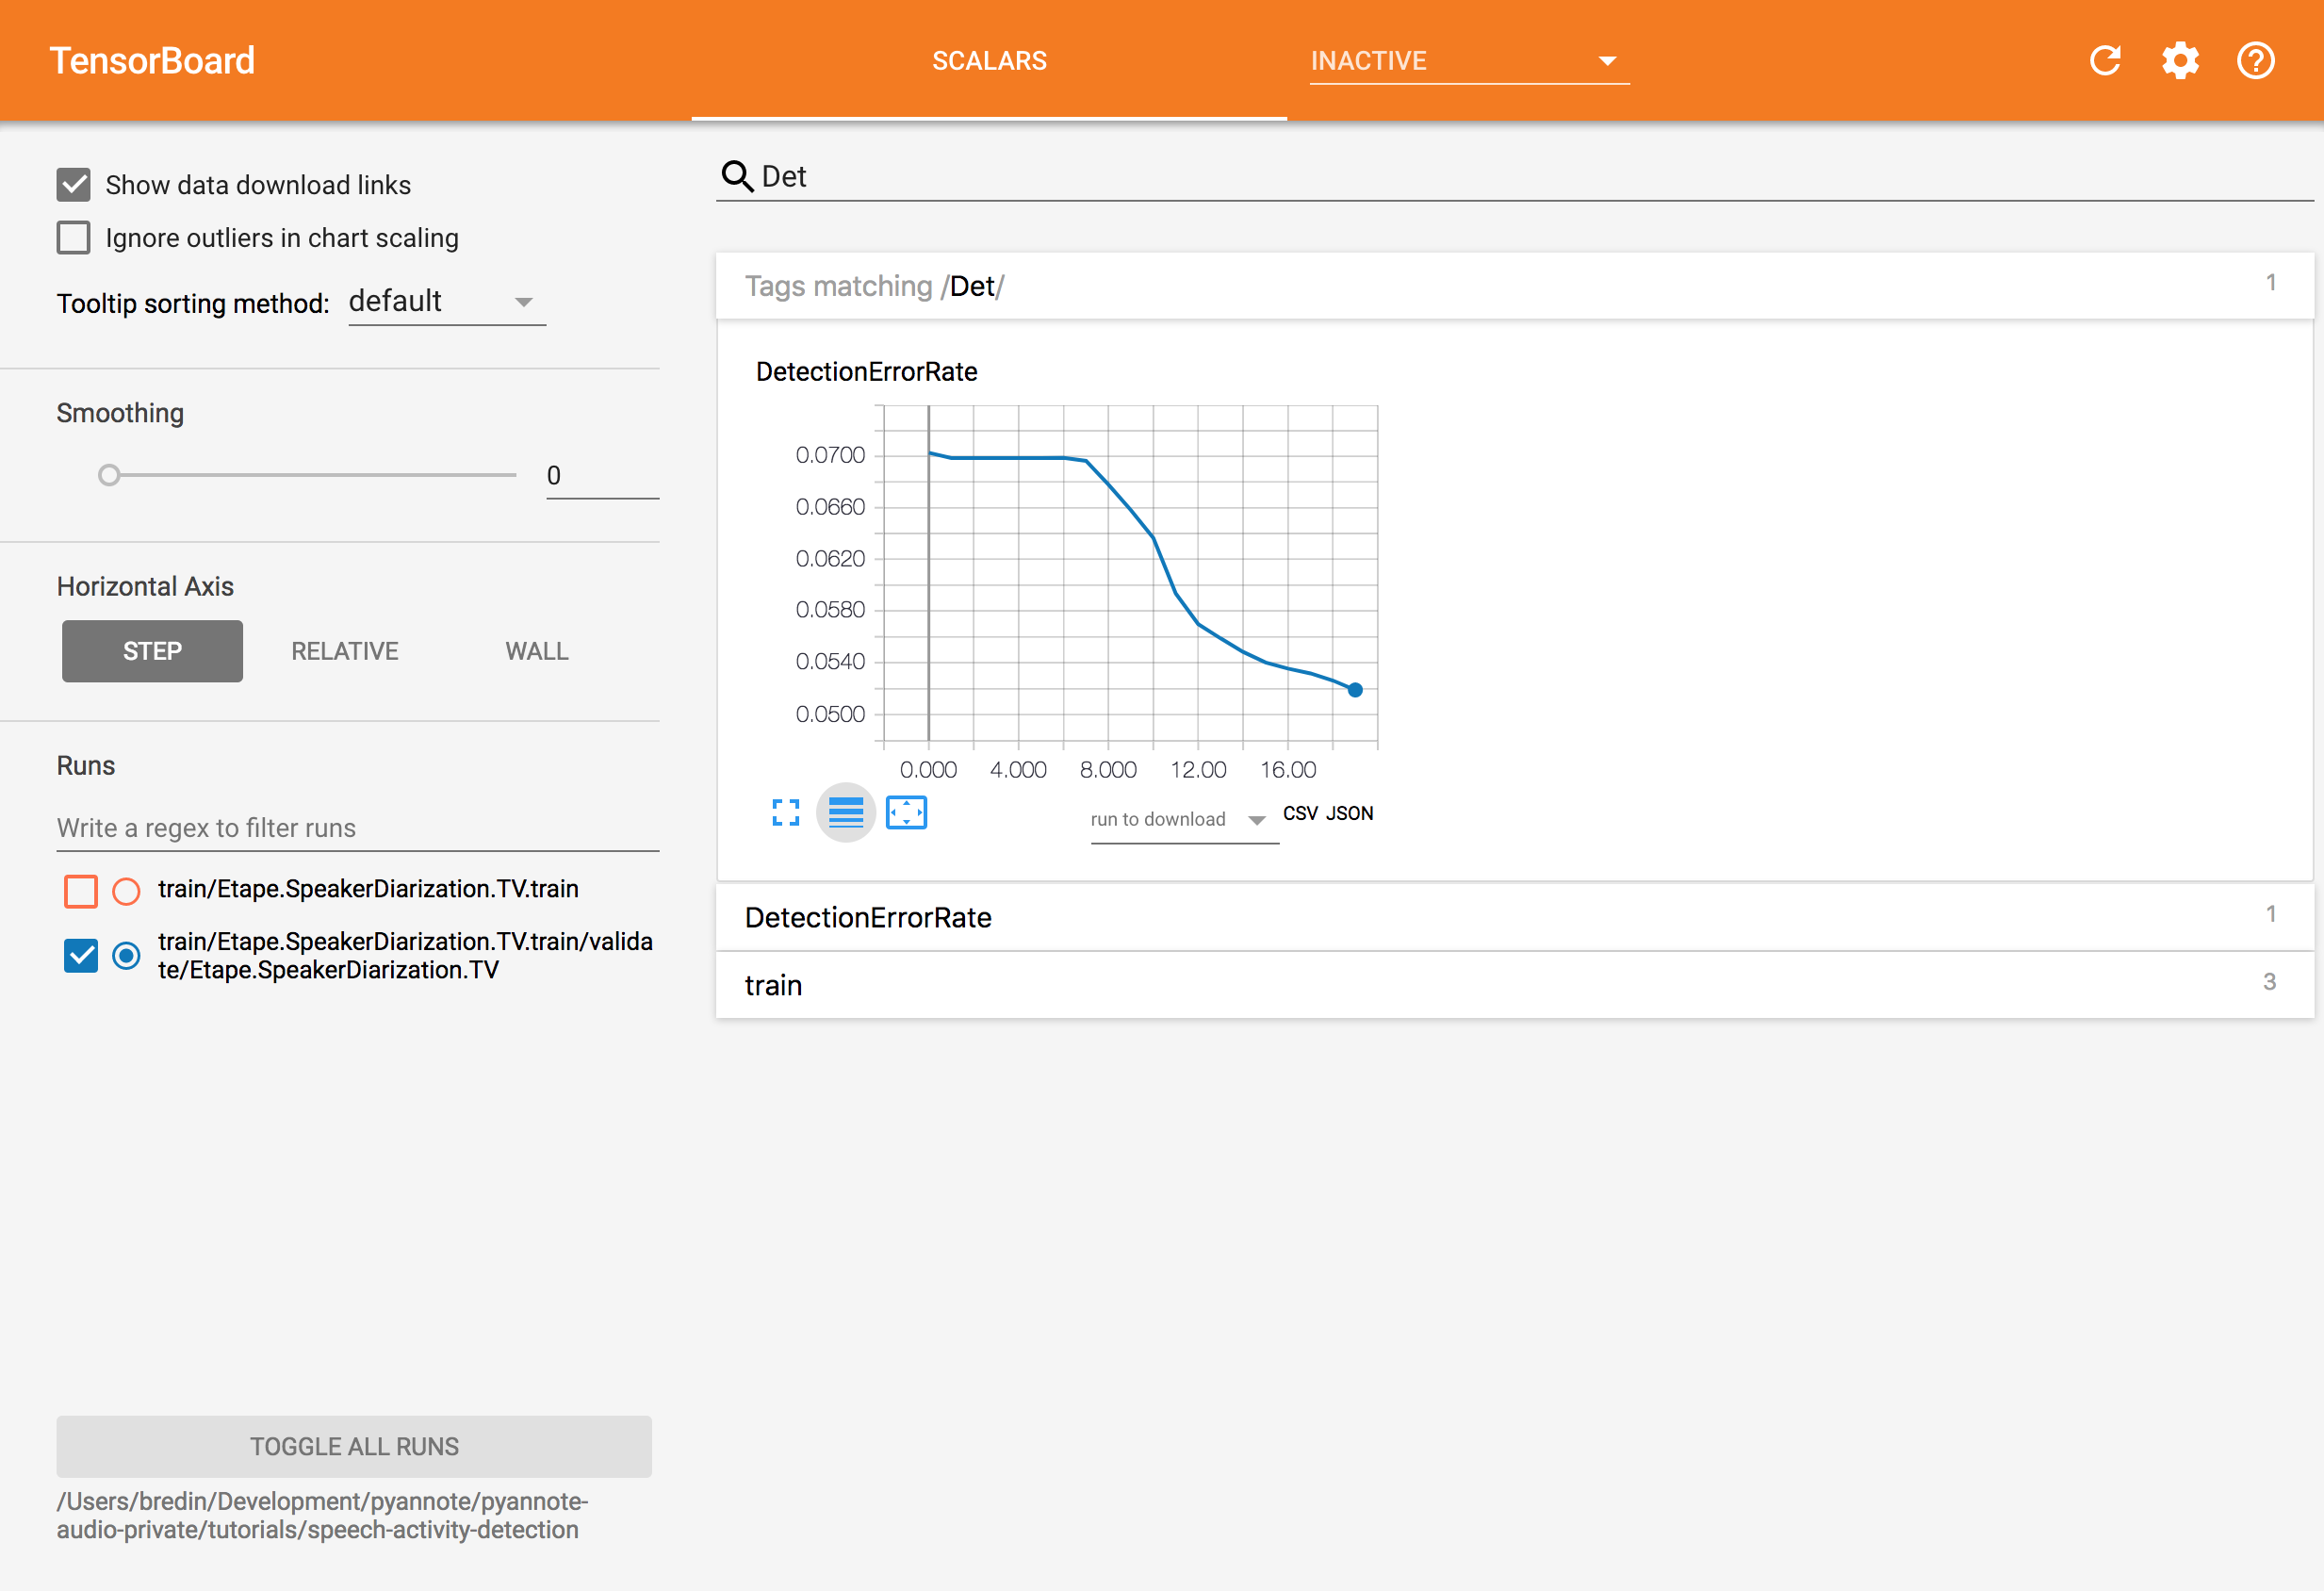 TensorBoard
SCALARS
INACTIVE
Show data download links
Ignore outliers in chart scaling
Tooltip sorting method: default
Smoothing
0
Horizontal Axis
STEP RELATIVE WALL
Runs
Write a regex to filter runs
train/Etape.SpeakerDiarization.TV.train
train/Etape.SpeakerDiarization.TV.train/valida
te/Etape.SpeakerDiarization.TV
TOGGLE ALL RUNS
/Users/bredin/Development/pyannote/pyannote-
audio-private/tutorials/speech-activity-detection
Det
Tags matching /Det/ 1
DetectionErrorRate
0.0700
0.0660
0.0620
0.0580
0.0540
0.0500
0.000 4.000 8.000 12.00 16.00
run to download CSV JSON
DetectionErrorRate 1
train 3